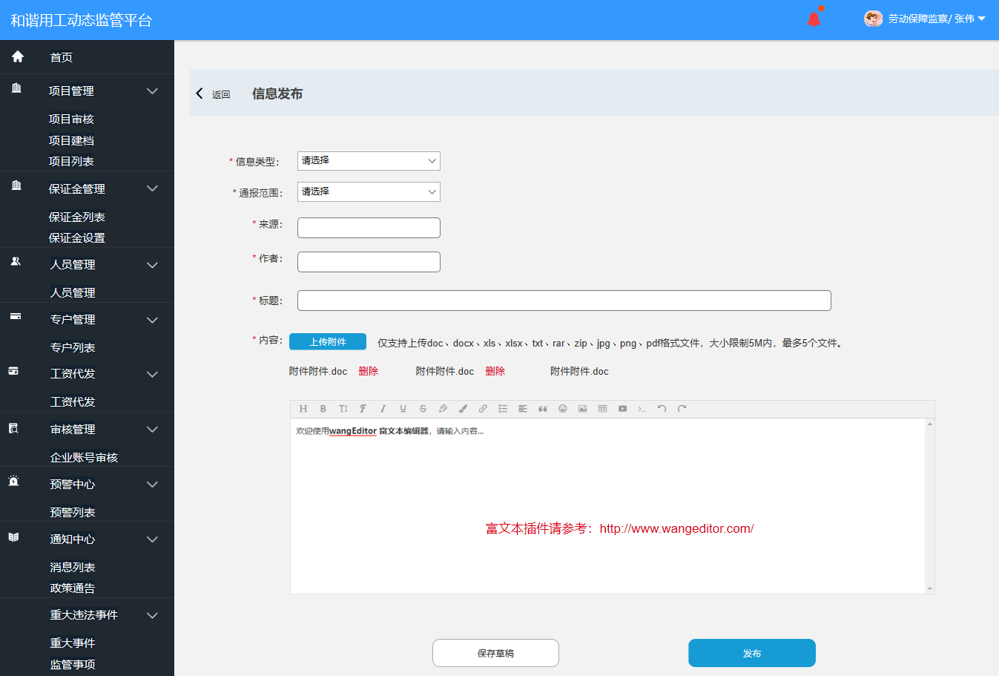 和谐用工动态监管平台
劳动保障监察/ 张伟
首页
项目管理
项目审核
项目建档
项目列表
保证金管理
保证金列表
保证金设置
人员管理
人员管理
专户管理
专户列表
工资代发
工资代发
审核管理
企业账号审核
预警中心
预警列表
通知中心
消息列表
政策通告
重大违法事件
重大事件
监管事项
返回 信息发布
* 信息类型： 请选择
* 通报范围： 请选择
* 来源：
* 作者：
* 标题：
* 内容： 上传附件 仅支持上传doc、docx、xls、xlsx、txt、rar、zip、jpg、png、pdf格式文件，大小限制5M内，最多5个文件。
附件附件.doc 删除 附件附件.doc 删除 附件附件.doc
欢迎使用wangEditor 富文本编辑器，请输入内容...
富文本插件请参考：http://www.wangeditor.com/
保存草稿 发布